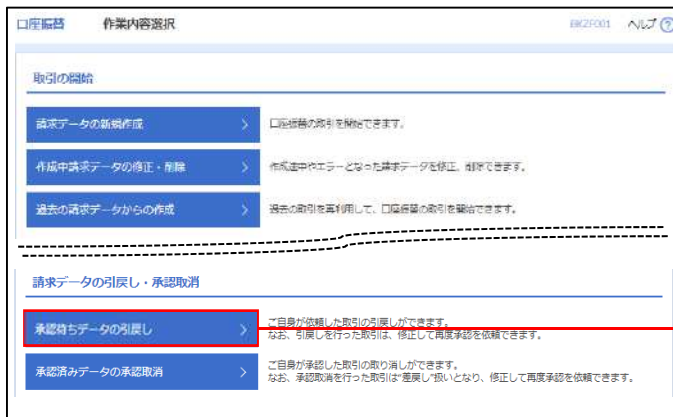 口座振替 作業内容選択 BKZF001 ヘルプ ?
取引の開始
請求データの新規作成 > 口座振替の取引を開始できます。
作成中請求データの修正・削除 > 作成途中やエラーとなった請求データを修正、削除できます。
過去の請求データからの作成 > 過去の取引を再利用して、口座振替の取引を開始できます。
請求データの引戻し・承認取消
承認待ちデータの引戻し > ご自身が依頼した取引の引戻しができます。
なお、引戻しを行った取引は、修正して再度承認を依頼できます。
承認済みデータの承認取消 > ご自身が承認した取引の取り消しができます。
なお、承認取消を行った取引は"差戻し"扱いとなり、修正して再度承認を依頼できます。